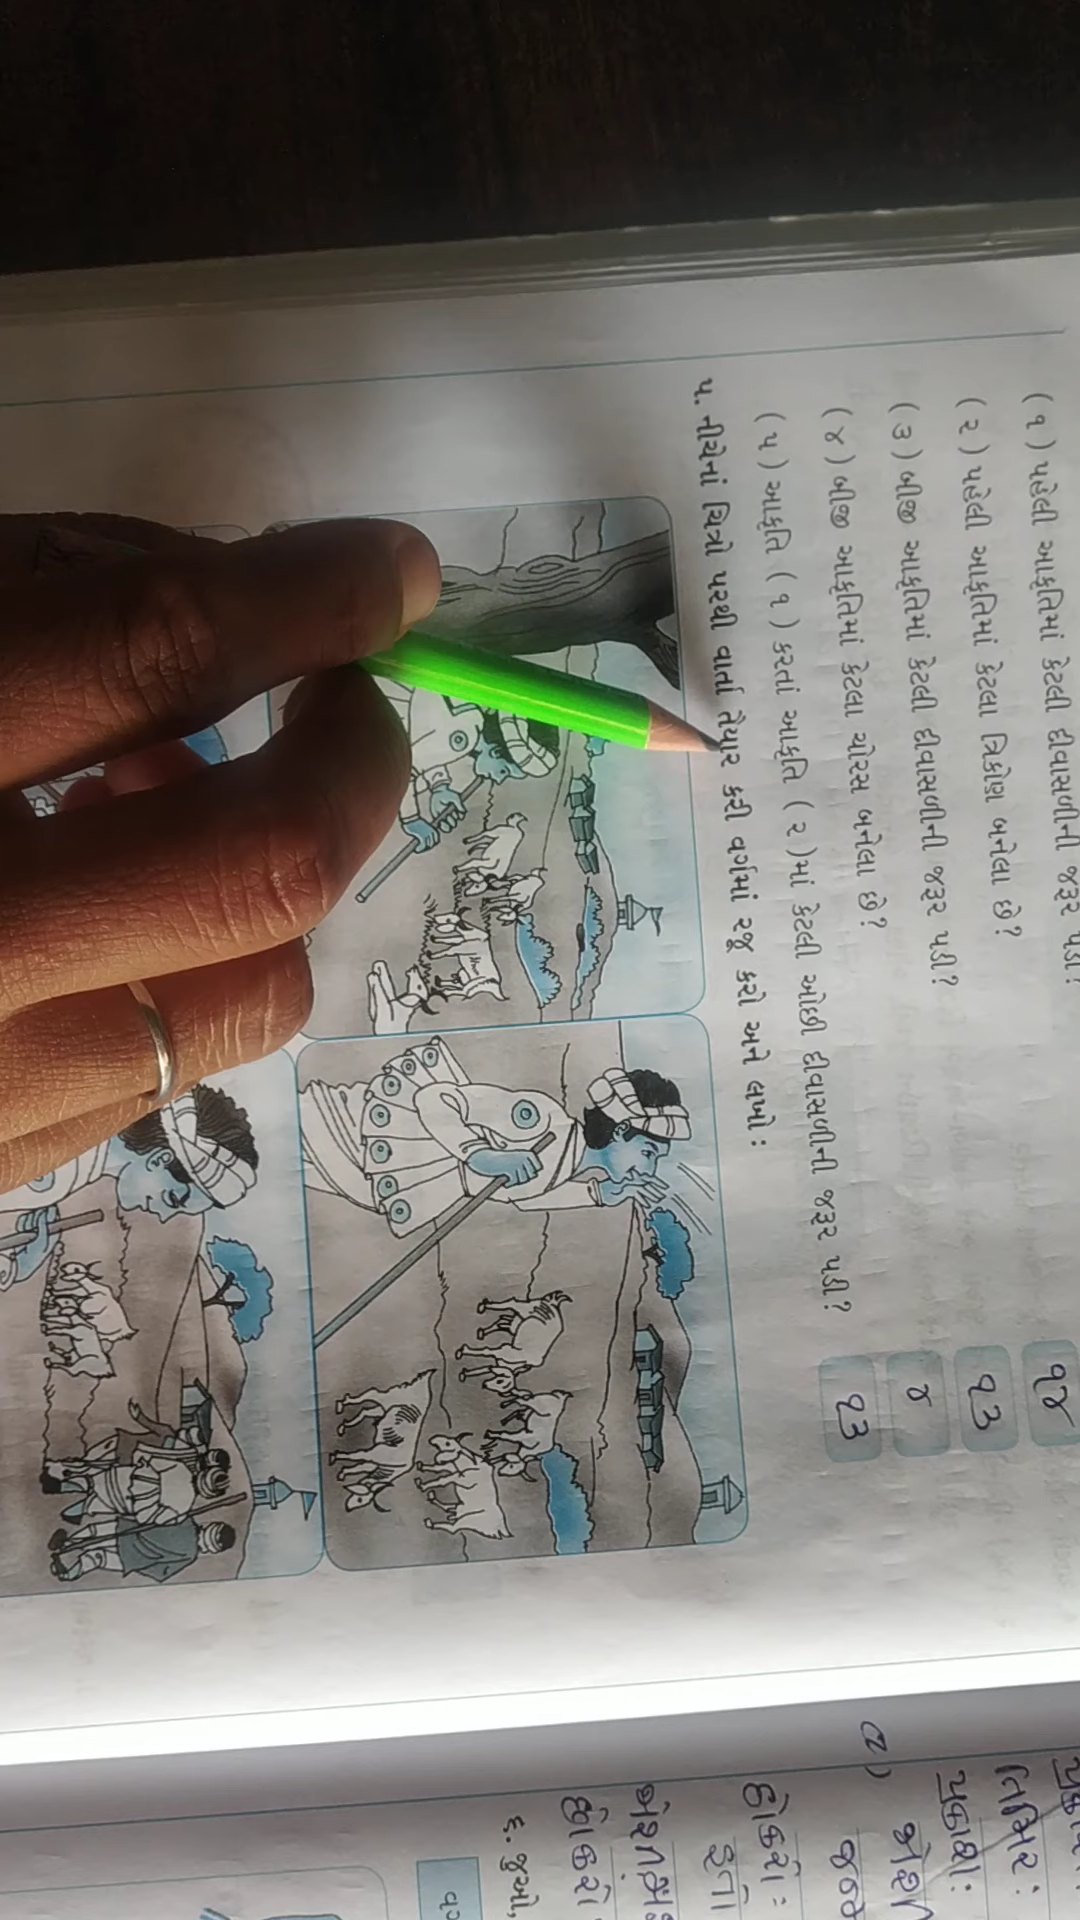 (૧) પહેલી આકૃતિમાં કેટલી દીવાસળીની જરૂર પડી? ૧૪
(૨) પહેલી આકૃતિમાં કેટલા ત્રિકોણ બનેલા છે? ૧૩
(૩) બીજી આકૃતિમાં કેટલી દીવાસળીની જરૂર પડી? ૪
(૪) બીજી આકૃતિમાં કેટલા ચોરસ બનેલા છે? ૧૩
(૫) આકૃતિ (૧) કરતાં આકૃતિ (૨)માં કેટલી ઓછી દીવાસળીની જરૂર પડી?
૫. નીચેનાં ચિત્રો પરથી વાર્તા તૈયાર કરી વર્ગમાં રજૂ કરો અને લખો :
૬. જુઓ,